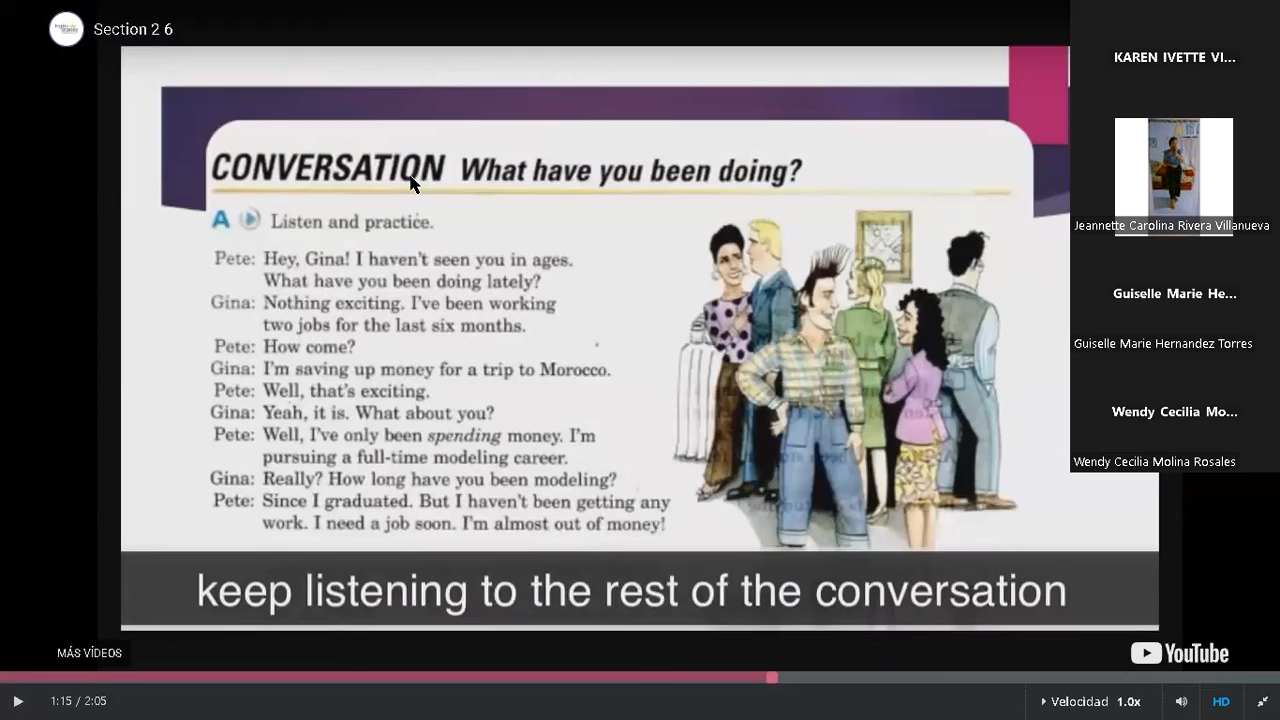 Section 2 6
KAREN IVETTE VI...
Jeannette Carolina Rivera Villanueva
Guiselle Marie He...
Guiselle Marie Hernandez Torres
Wendy Cecilia Mo...
Wendy Cecilia Molina Rosales
CONVERSATION What have you been doing?
A Listen and practice.
Pete: Hey, Gina! I haven't seen you in ages.
What have you been doing lately?
Gina: Nothing exciting. I've been working
two jobs for the last six months.
Pete: How come?
Gina: I'm saving up money for a trip to Morocco.
Pete: Well, that's exciting.
Gina: Yeah, it is. What about you?
Pete: Well, I've only been spending money. I'm
pursuing a full-time modeling career.
Gina: Really? How long have you been modeling?
Pete: Since I graduated. But I haven't been getting any
work. I need a job soon. I'm almost out of money!
keep listening to the rest of the conversation
MÁS VÍDEOS
YouTube
1:15 / 2:05
Velocidad 1.0x
HD